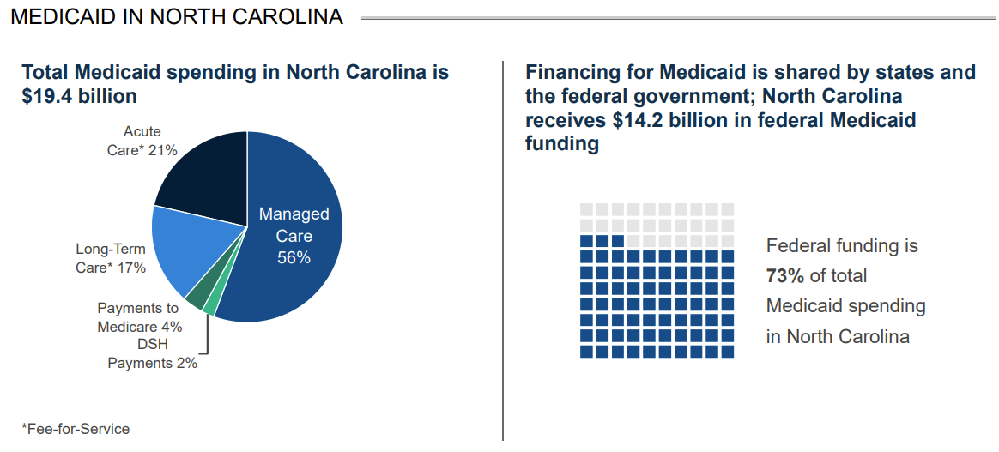 MEDICAID IN NORTH CAROLINA
Total Medicaid spending in North Carolina is
$19.4 billion
Acute
Care* 21%
Managed
Care
56%
Long-Term
Care* 17%
Payments to
Medicare 4%
DSH
Payments 2%
*Fee-for-Service
Financing for Medicaid is shared by states and
the federal government; North Carolina
receives $14.2 billion in federal Medicaid
funding
Federal funding is
73% of total
Medicaid spending
in North Carolina